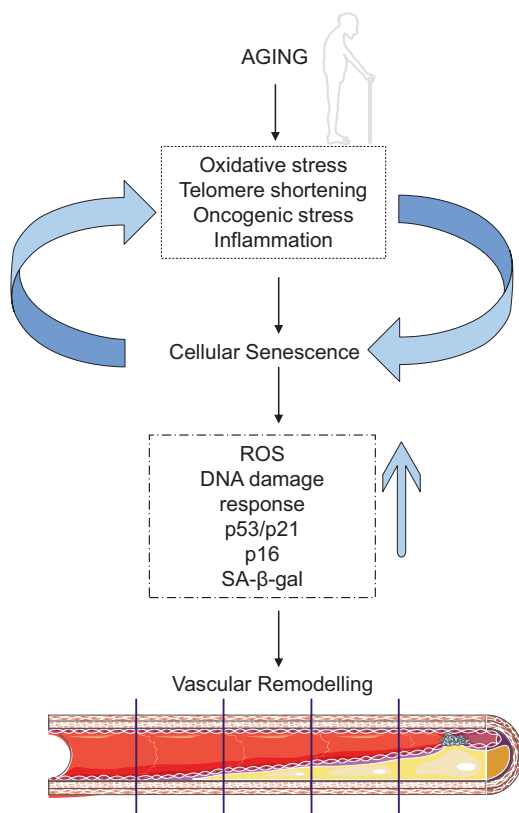 AGING
Oxidative stress
Telomere shortening
Oncogenic stress
Inflammation
Cellular Senescence
ROS
DNA damage
response
p53/p21
p16
SA-β-gal
Vascular Remodelling